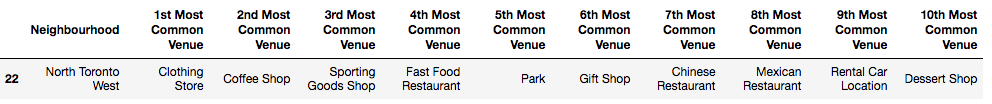 Neighbourhood 1st Most Common Venue 2nd Most Common Venue 3rd Most Common Venue 4th Most Common Venue 5th Most Common Venue 6th Most Common Venue 7th Most Common Venue 8th Most Common Venue 9th Most Common Venue 10th Most Common Venue
22 North Toronto West Clothing Store Coffee Shop Sporting Goods Shop Fast Food Restaurant Park Gift Shop Chinese Restaurant Mexican Restaurant Rental Car Location Dessert Shop